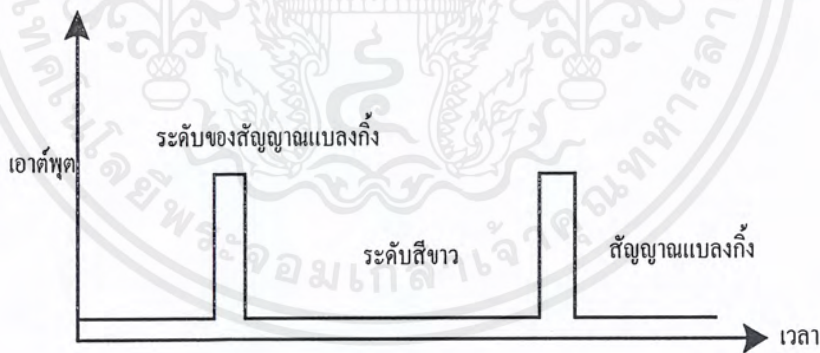 ระดับของสัญญาณแบลงกิ้ง
เอาต์พุต
ระดับสีขาว
สัญญาณแบลงกิ้ง
เวลา